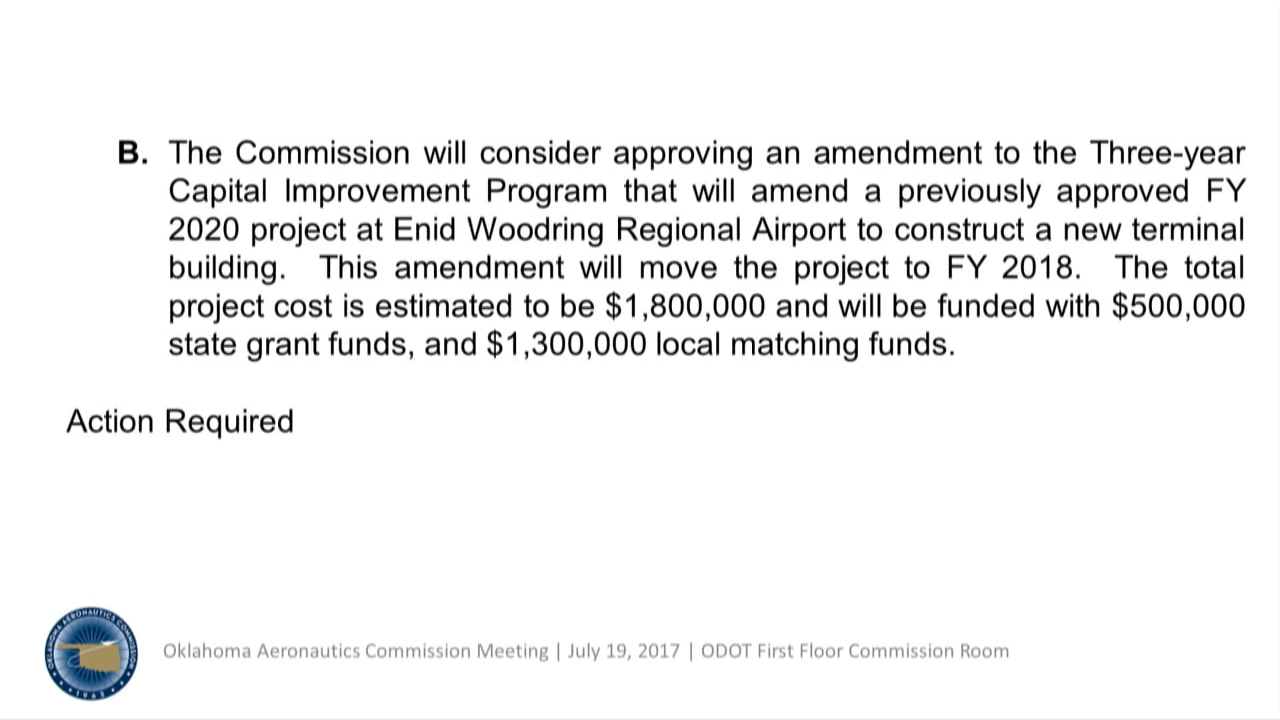 B. The Commission will consider approving an amendment to the Three-year
Capital Improvement Program that will amend a previously approved FY
2020 project at Enid Woodring Regional Airport to construct a new terminal
building. This amendment will move the project to FY 2018. The total
project cost is estimated to be $1,800,000 and will be funded with $500,000
state grant funds, and $1,300,000 local matching funds.
Action Required
OKLAHOMA AERONAUTICS COMMISSION
1963
Oklahoma Aeronautics Commission Meeting | July 19, 2017 | ODOT First Floor Commission Room